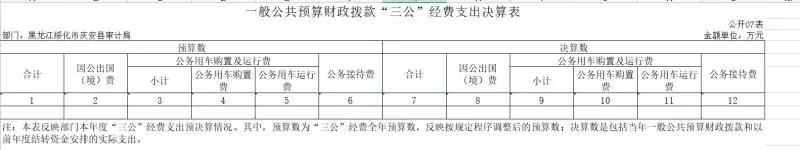 一般公共预算财政拨款“三公”经费支出决算表
公开07表
部门：黑龙江绥化市庆安县审计局 金额单位：万元
预算数 决算数
合计 因公出国（境）费 公务用车购置及运行费 公务接待费 合计 因公出国（境）费 公务用车购置及运行费 公务接待费
小计 公务用车购置费 公务用车运行费 小计 公务用车购置费 公务用车运行费
1 2 3 4 5 6 7 8 9 10 11 12
注：本表反映部门本年度“三公”经费支出预决算情况。其中，预算数为“三公”经费全年预算数，反映按规定程序调整后的预算数；决算数是包括当年一般公共预算财政拨款和以
前年度结转资金安排的实际支出。